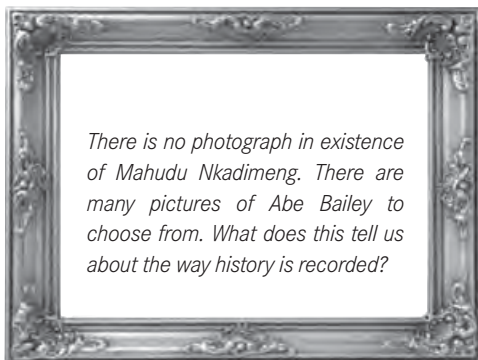 There is no photograph in existence
of Mahudu Nkadimeng. There are
many pictures of Abe Bailey to
choose from. What does this tell us
about the way history is recorded?